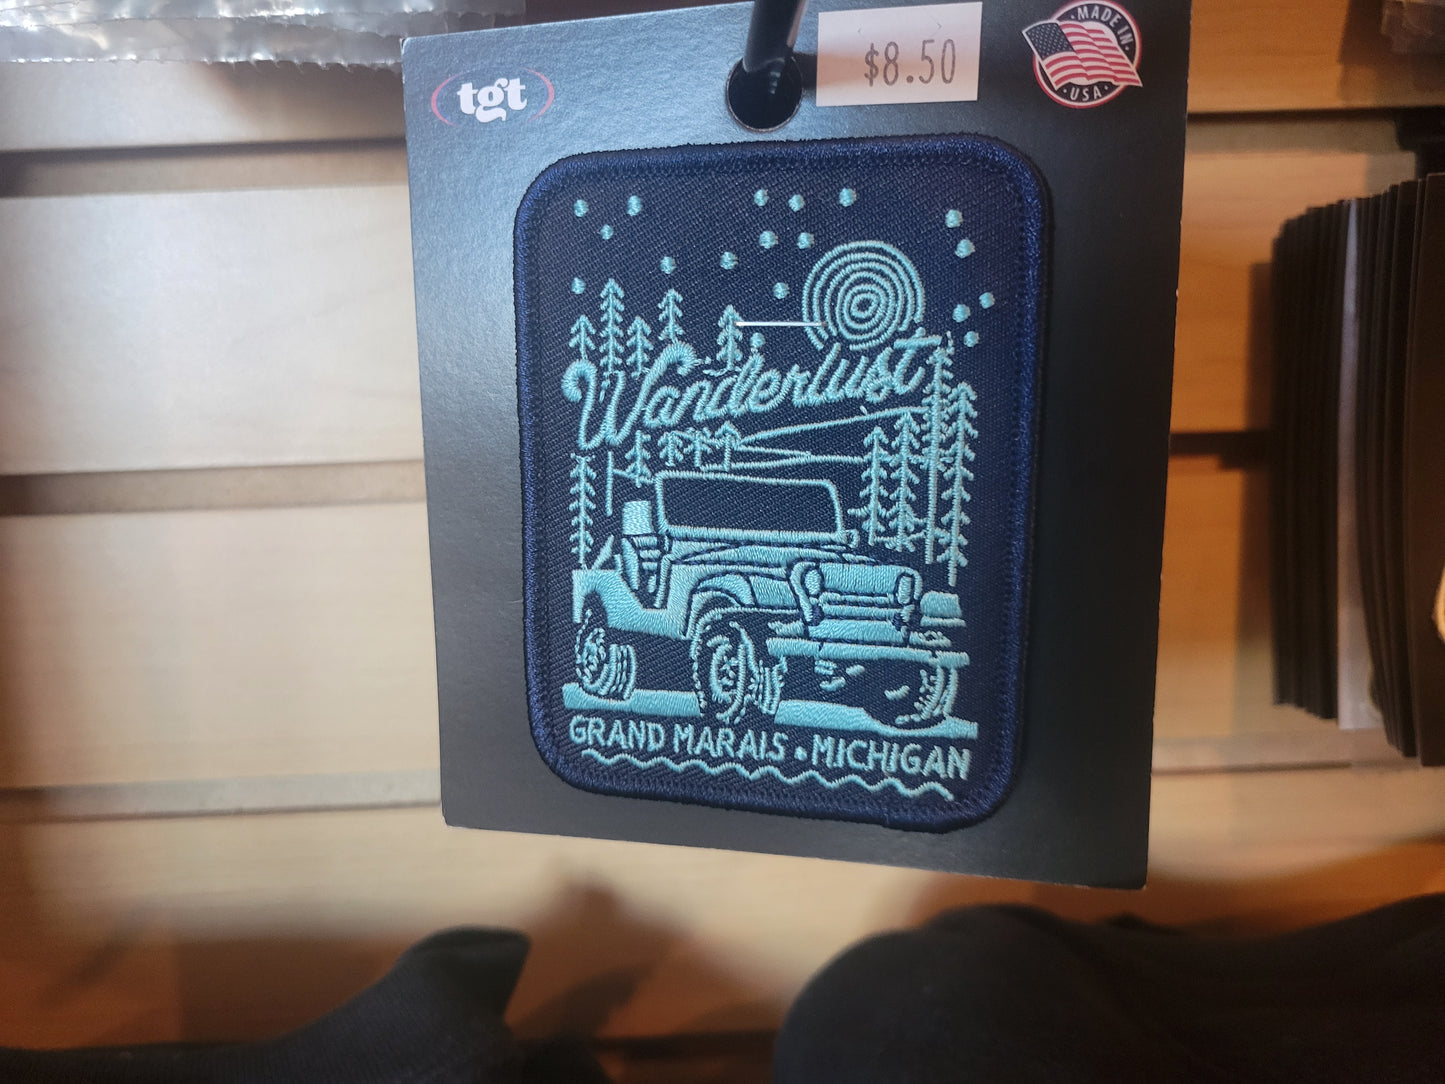 tgt
$8.50
MADE IN
USA
Wanderlust
GRAND MARAIS • MICHIGAN